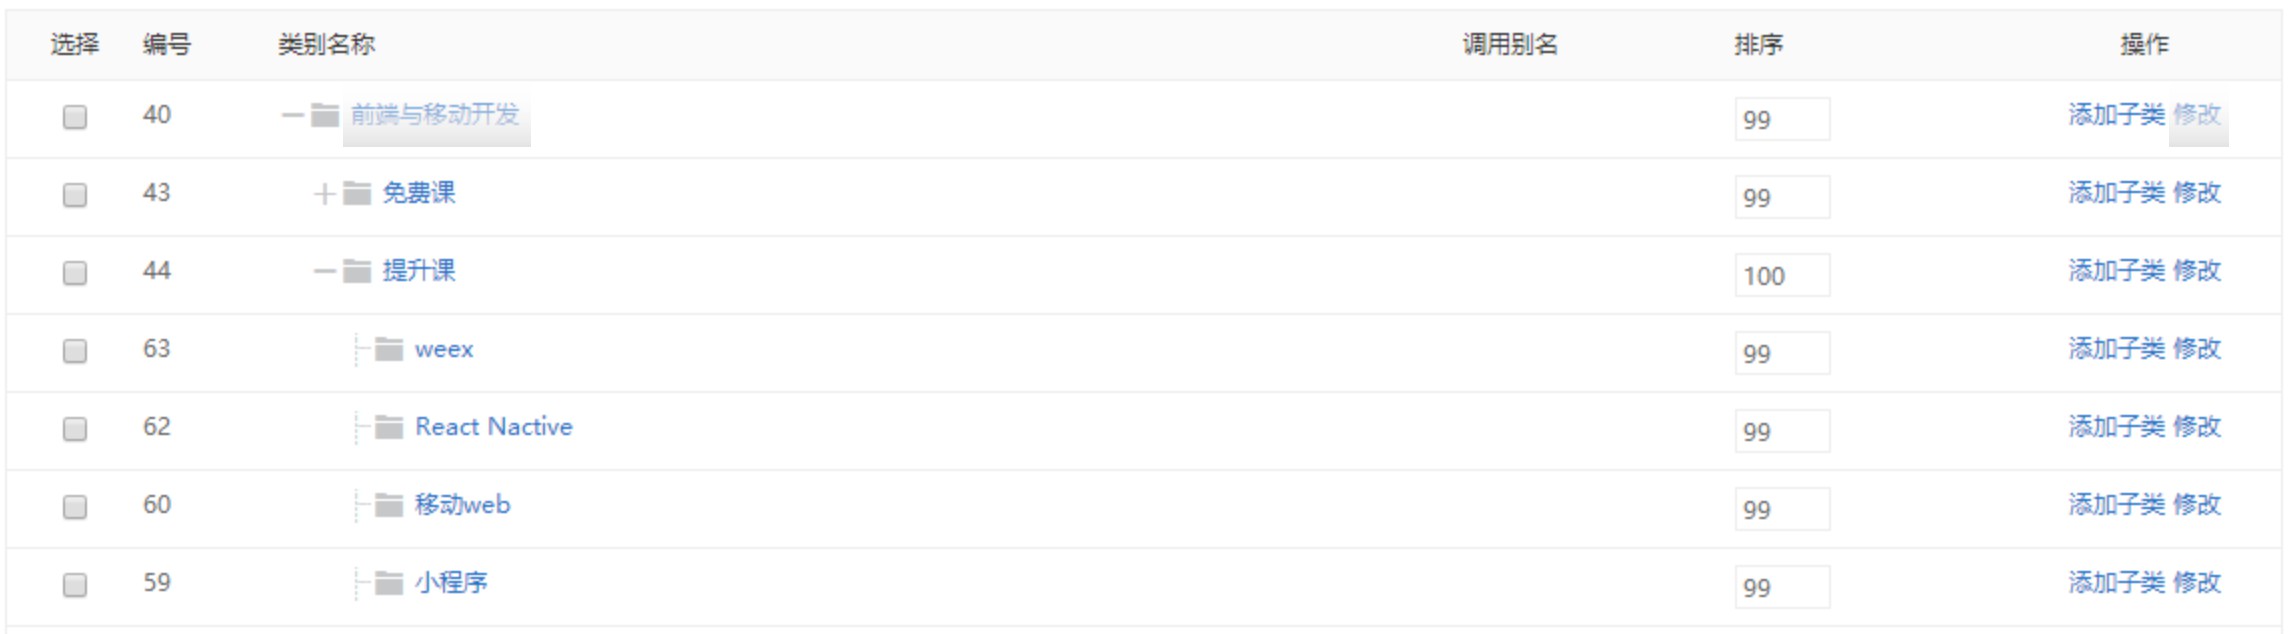 选择 编号 类别名称 调用别名 排序 操作
40 前端与移动开发 99 添加子类 修改
43 免费课 99 添加子类 修改
44 提升课 100 添加子类 修改
63 weex 99 添加子类 修改
62 React Nactive 99 添加子类 修改
60 移动web 99 添加子类 修改
59 小程序 99 添加子类 修改